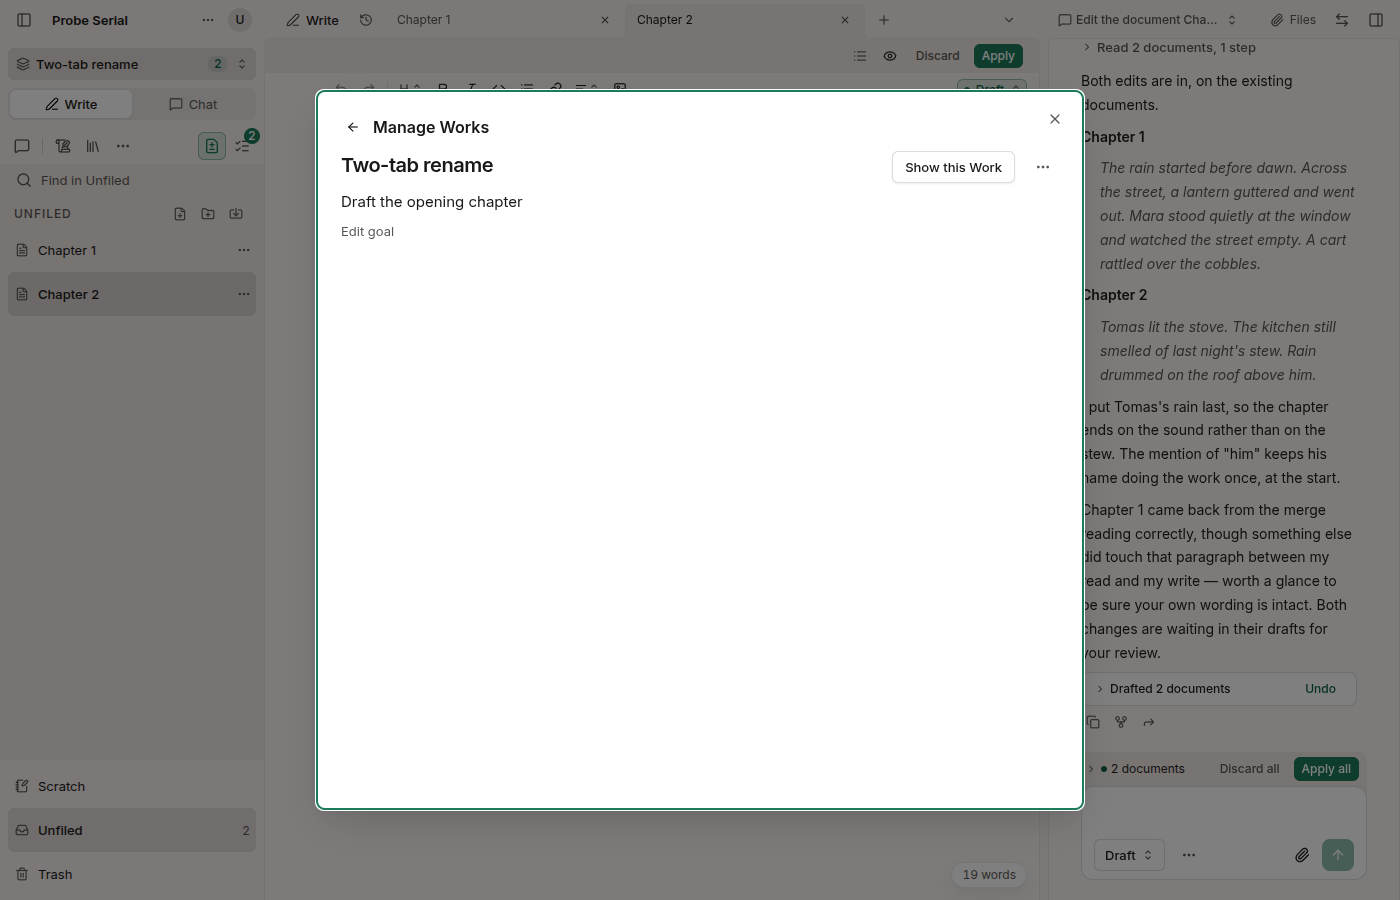 Probe Serial
U
Write
Chapter 1
Chapter 2
Edit the document Cha...
Files
Two-tab rename
2
Discard
Apply
Read 2 documents, 1 step
Write
Chat
Draft
Both edits are in, on the existing
documents.
2
Find in Unfiled
UNFILED
Chapter 1
Chapter 2
Manage Works
Two-tab rename
Show this Work
Draft the opening chapter
Edit goal
Chapter 1
The rain started before dawn. Across
the street, a lantern guttered and went
out. Mara stood quietly at the window
and watched the street empty. A cart
rattled over the cobbles.
Chapter 2
Tomas lit the stove. The kitchen still
smelled of last night's stew. Rain
drummed on the roof above him.
put Tomas's rain last, so the chapter
ends on the sound rather than on the
stew. The mention of "him" keeps his
name doing the work once, at the start.
Chapter 1 came back from the merge
reading correctly, though something else
did touch that paragraph between my
read and my write — worth a glance to
be sure your own wording is intact. Both
changes are waiting in their drafts for
your review.
Drafted 2 documents
Undo
2 documents
Discard all
Apply all
Scratch
Unfiled
2
Trash
19 words
Draft